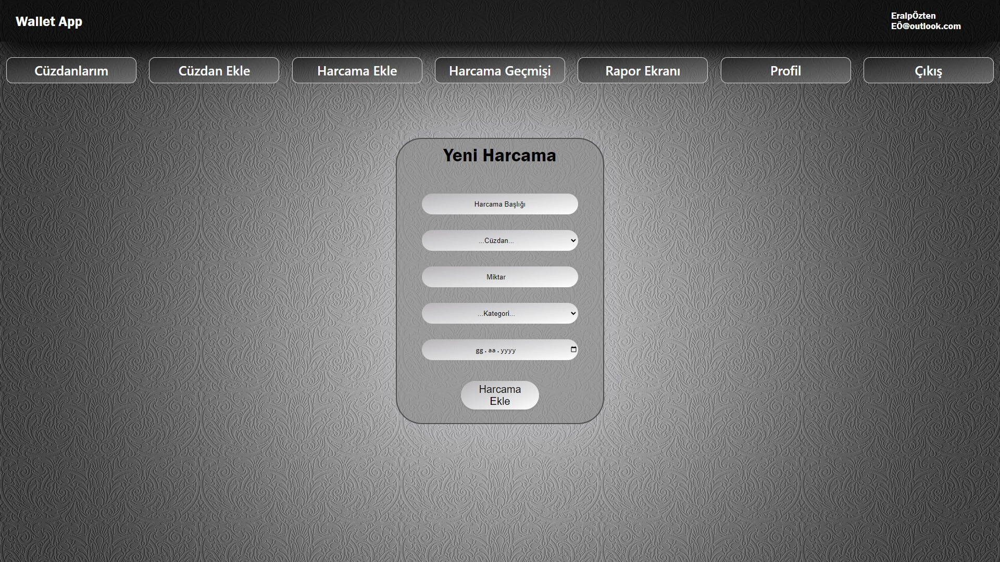 Wallet App
EralpÖzten
EÖ@outlook.com
Cüzdanlarım
Cüzdan Ekle
Harcama Ekle
Harcama Geçmişi
Rapor Ekranı
Profil
Çıkış
Yeni Harcama
Harcama Başlığı
...Cüzdan...
Miktar
...Kategori...
gg.aa.yyyy
Harcama
Ekle